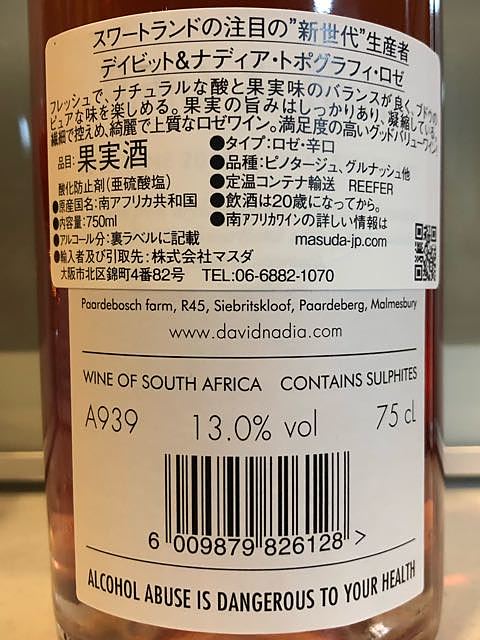 スワートランドの注目の"新世代"生産者
デイビット&ナディア・トポグラフィ・ロゼ
フレッシュで、ナチュラルな酸と果実味のバランスが良く、ブドウの
ピュアな味を楽しめる。果実の旨みはしっかりあり、凝縮している。
繊細で控えめ、綺麗で上質なロゼワイン。満足度の高いグッドバリューワイン。
品目:果実酒
●タイプ:ロゼ・辛口
●品種:ピノタージュ、グルナッシュ他
酸化防止剤(亜硫酸塩)
●定温コンテナ輸送 REEFER
●原産国名:南アフリカ共和国
●飲酒は20歳になってから。
●内容量:750ml
●南アフリカワインの詳しい情報は
●アルコール分:裏ラベルに記載
masuda-jp.com
●輸入者及び引取先:株式会社マスダ
大阪市北区錦町4番82号 TEL:06-6882-1070
Paardebosch farm, R45, Siebritskloof, Paardeberg, Malmesbury
www.davidnadia.com
WINE OF SOUTH AFRICA CONTAINS SULPHITES
A939 13.0% vol 75 cL
6 009879 826128 >
ALCOHOL ABUSE IS DANGEROUS TO YOUR HEALTH